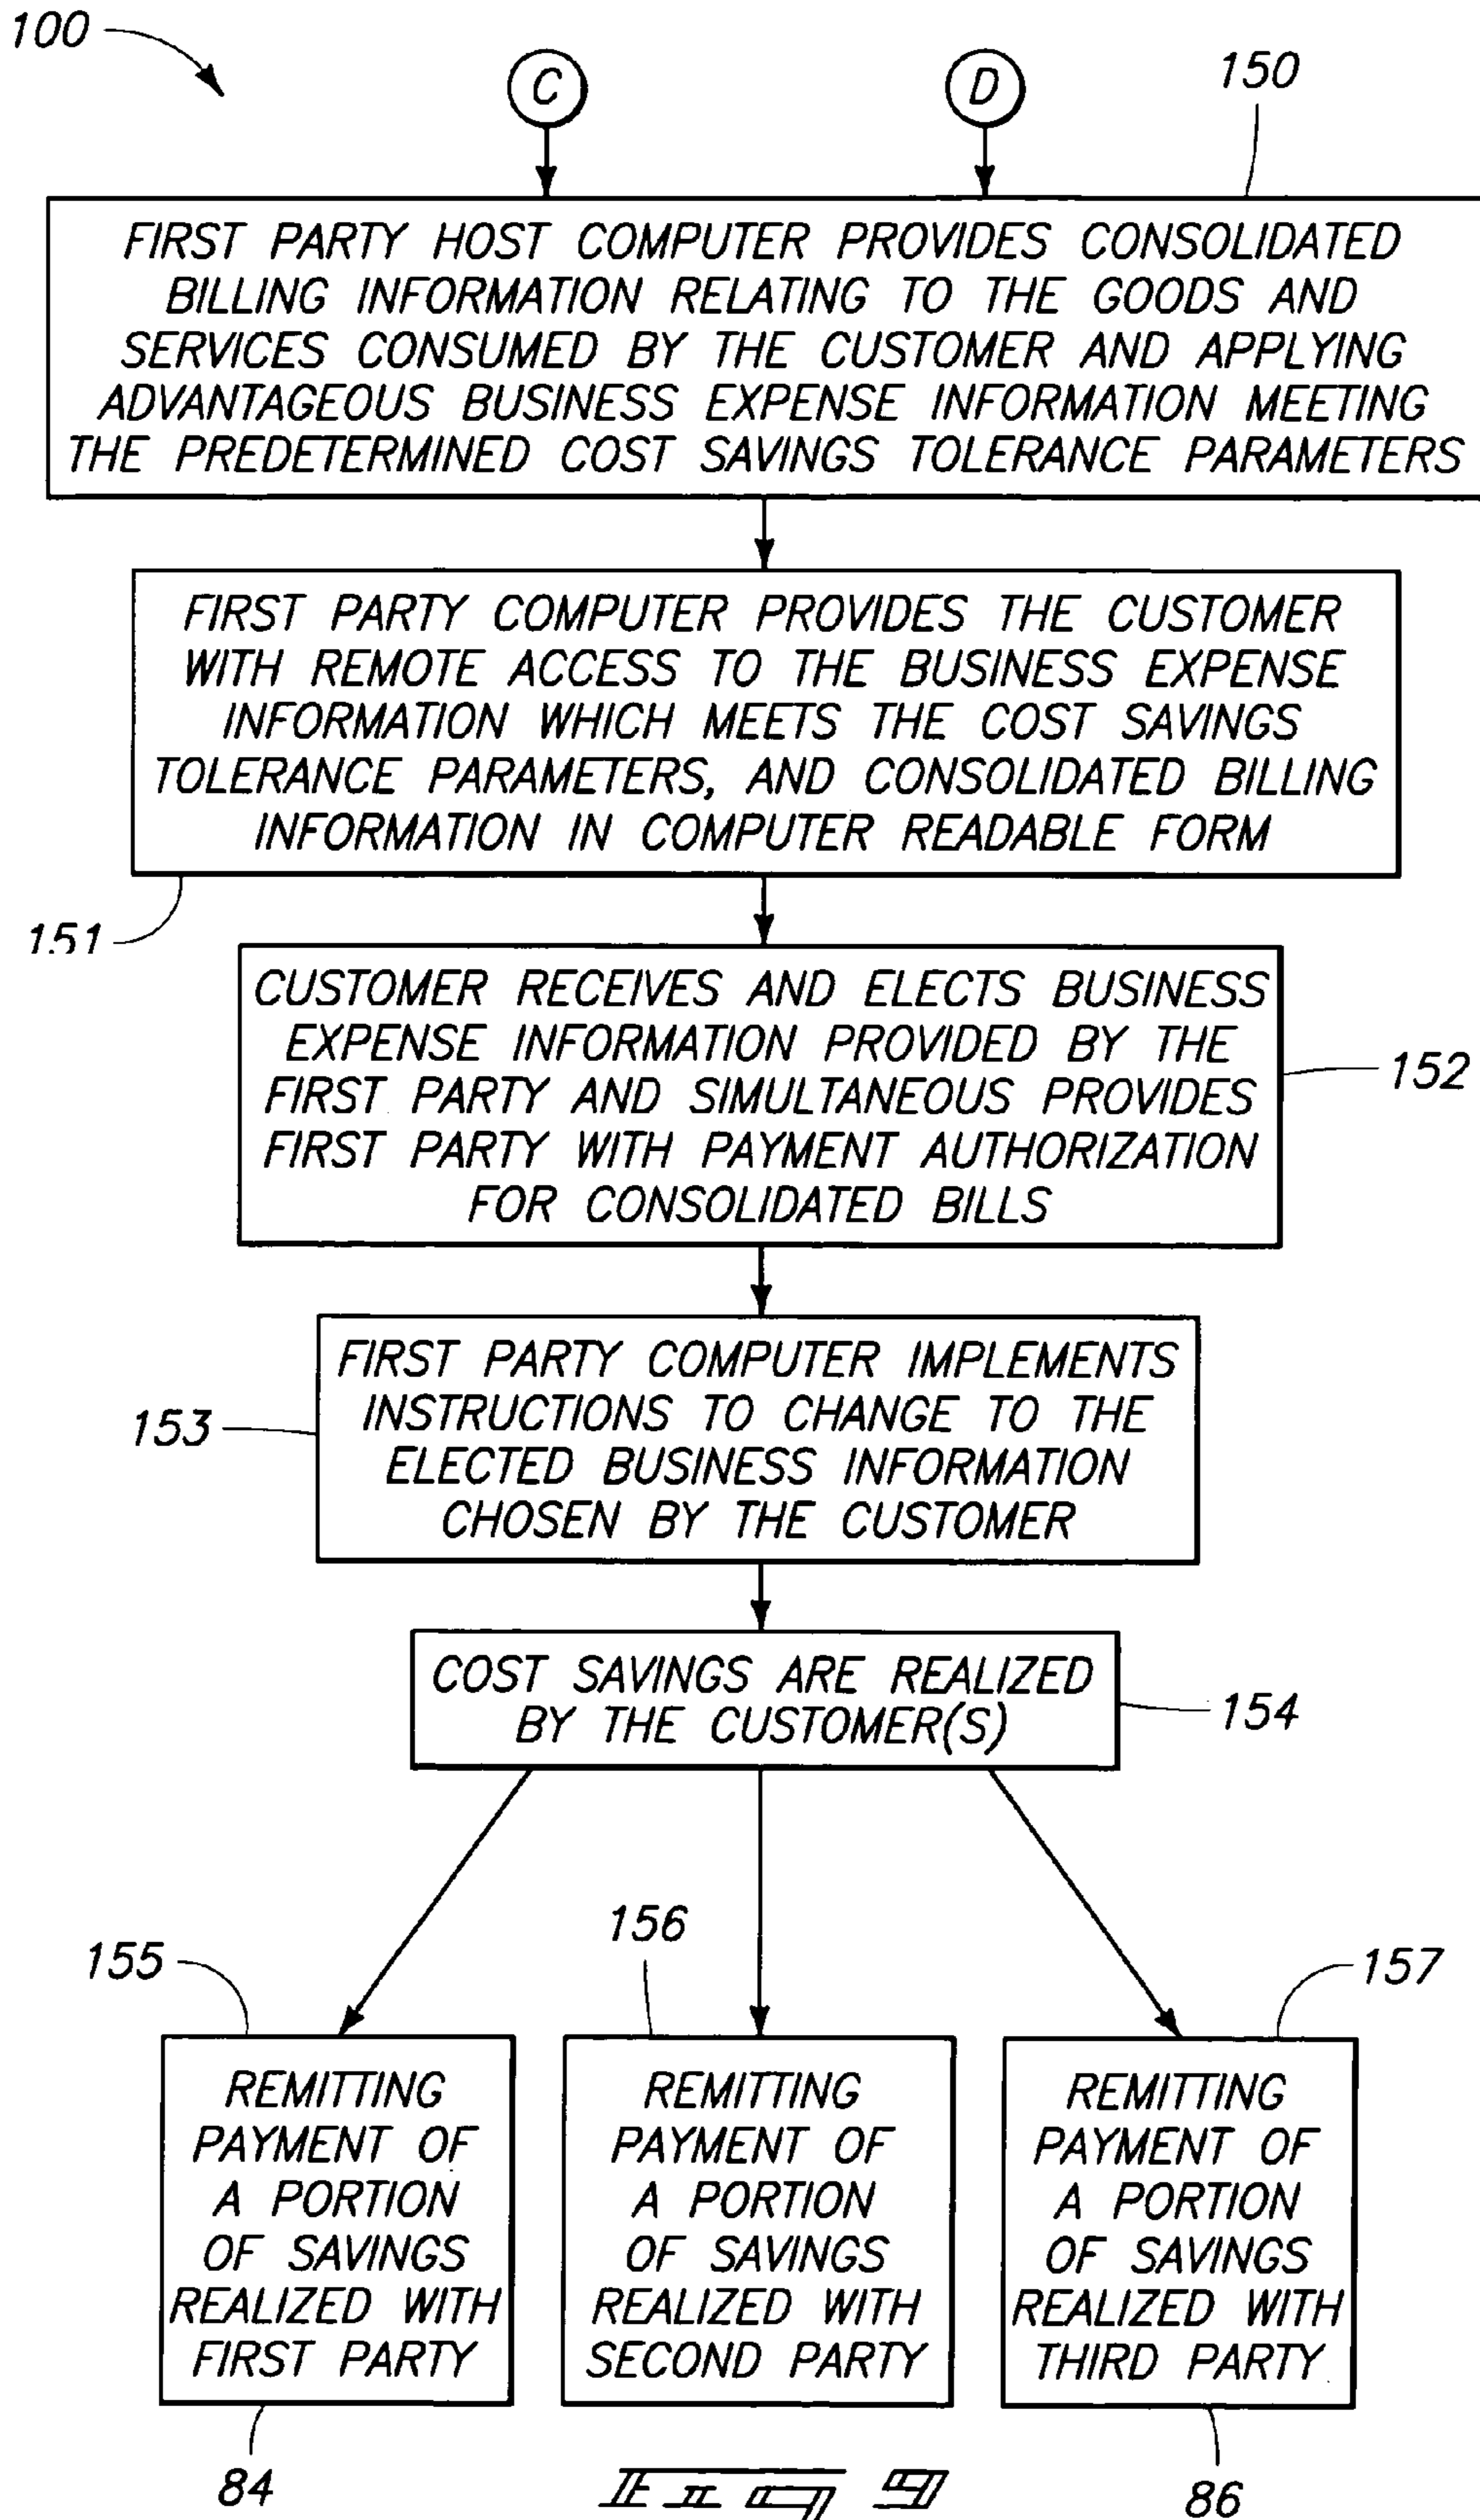 100
C
D
150
FIRST PARTY HOST COMPUTER PROVIDES CONSOLIDATED
BILLING INFORMATION RELATING TO THE GOODS AND
SERVICES CONSUMED BY THE CUSTOMER AND APPLYING
ADVANTAGEOUS BUSINESS EXPENSE INFORMATION MEETING
THE PREDETERMINED COST SAVINGS TOLERANCE PARAMETERS
FIRST PARTY COMPUTER PROVIDES THE CUSTOMER
WITH REMOTE ACCESS TO THE BUSINESS EXPENSE
INFORMATION WHICH MEETS THE COST SAVINGS
TOLERANCE PARAMETERS, AND CONSOLIDATED BILLING
INFORMATION IN COMPUTER READABLE FORM
151
CUSTOMER RECEIVES AND ELECTS BUSINESS
EXPENSE INFORMATION PROVIDED BY THE
FIRST PARTY AND SIMULTANEOUS PROVIDES
FIRST PARTY WITH PAYMENT AUTHORIZATION
FOR CONSOLIDATED BILLS
152
FIRST PARTY COMPUTER IMPLEMENTS
INSTRUCTIONS TO CHANGE TO THE
ELECTED BUSINESS INFORMATION
CHOSEN BY THE CUSTOMER
153
COST SAVINGS ARE REALIZED
BY THE CUSTOMER(S)
154
155
156
157
REMITTING
PAYMENT OF
A PORTION
OF SAVINGS
REALIZED WITH
FIRST PARTY
REMITTING
PAYMENT OF
A PORTION
OF SAVINGS
REALIZED WITH
SECOND PARTY
REMITTING
PAYMENT OF
A PORTION
OF SAVINGS
REALIZED WITH
THIRD PARTY
84
86
Fig 9